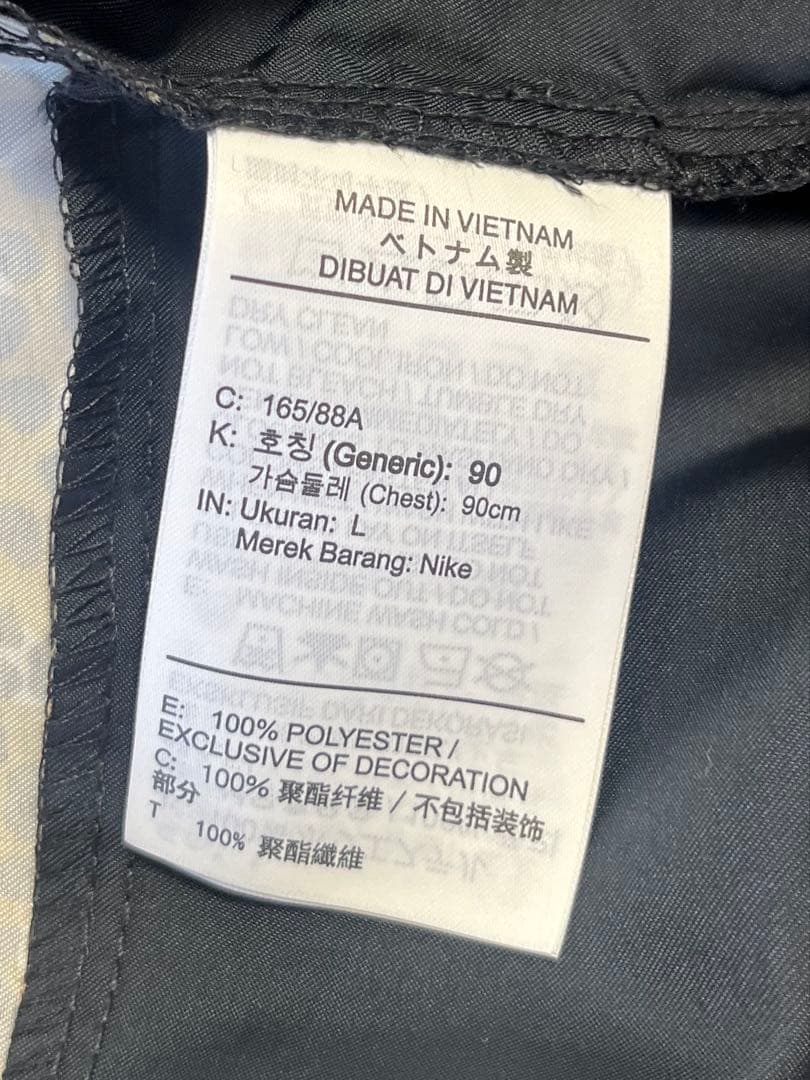 MADE IN VIETNAM
ベトナム製
DIBUAT DI VIETNAM
C: 165/88A
K: 호칭 (Generic): 90
가슴둘레 (Chest): 90cm
IN: Ukuran: L
Merek Barang: Nike
E: 100% POLYESTER /
EXCLUSIVE OF DECORATION
C: 100% 聚酯纤维 / 不包括装饰
部分
T 100% 聚酯纖維